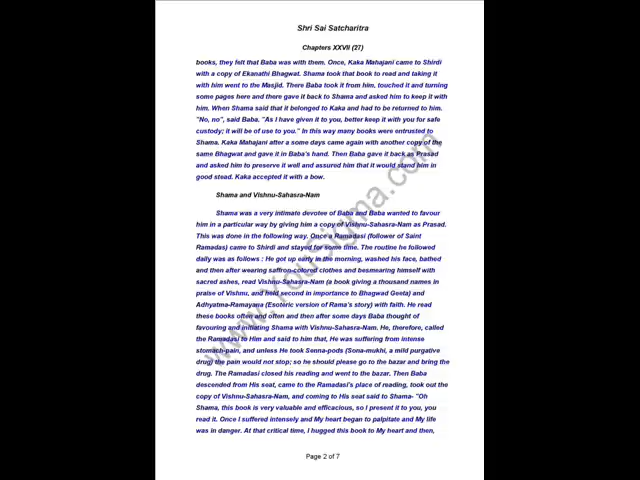 Shri Sai Satcharitra
Chapters XXVII (27)
books, they felt that Baba was with them. Once, Kaka Mahajani came to Shirdi
with a copy of Ekanathi Bhagwat. Shama took that book to read and taking it
with him went to the Masjid. There Baba took it from him, touched it and turning
some pages here and there gave it back to Shama and asked him to keep it with
him. When Shama said that it belonged to Kaka and had to be returned to him.
"No, no", said Baba. "As I have given it to you, better keep it with you for safe
custody; it will be of use to you." In this way many books were entrusted to
Shama. Kaka Mahajani after a some days came again with another copy of the
same Bhagwat and gave it in Baba's hand. Then Baba gave it back as Prasad
and asked him to preserve it well and assured him that it would stand him in
good stead. Kaka accepted it with a bow.
Shama and Vishnu-Sahasra-Nam
Shama was a very intimate devotee of Baba and Baba wanted to favour
him in a particular way by giving him a copy of Vishnu-Sahasra-Nam as Prasad.
This was done in the following way. Once a Ramadasi (follower of Saint
Ramadas) came to Shirdi and stayed for some time. The routine he followed
daily was as follows : He got up early in the morning, washed his face, bathed
and then after wearing saffron-colored clothes and besmearing himself with
sacred ashes, read Vishnu-Sahasra-Nam (a book giving a thousand names in
praise of Vishnu, and held second in importance to Bhagwad Geeta) and
Adhyatma-Ramayana (Esoteric version of Rama's story) with faith. He read
these books often and often and then after some days Baba thought of
favouring and initiating Shama with Vishnu-Sahasra-Nam. He, therefore, called
the Ramadasi to Him and said to him that, He was suffering from intense
stomach-pain, and unless He took Senna-pods (Sona-mukhi, a mild purgative
drug) the pain would not stop; so he should please go to the bazar and bring the
drug. The Ramadasi closed his reading and went to the bazar. Then Baba
descended from His seat, came to the Ramadasi's place of reading, took out the
copy of Vishnu-Sahasra-Nam, and coming to His seat said to Shama- "Oh
Shama, this book is very valuable and efficacious, so I present it to you, you
read it. Once I suffered intensely and My heart began to palpitate and My life
was in danger. At that critical time, I hugged this book to My heart and then,
Page 2 of 7
www.YouSigma.com